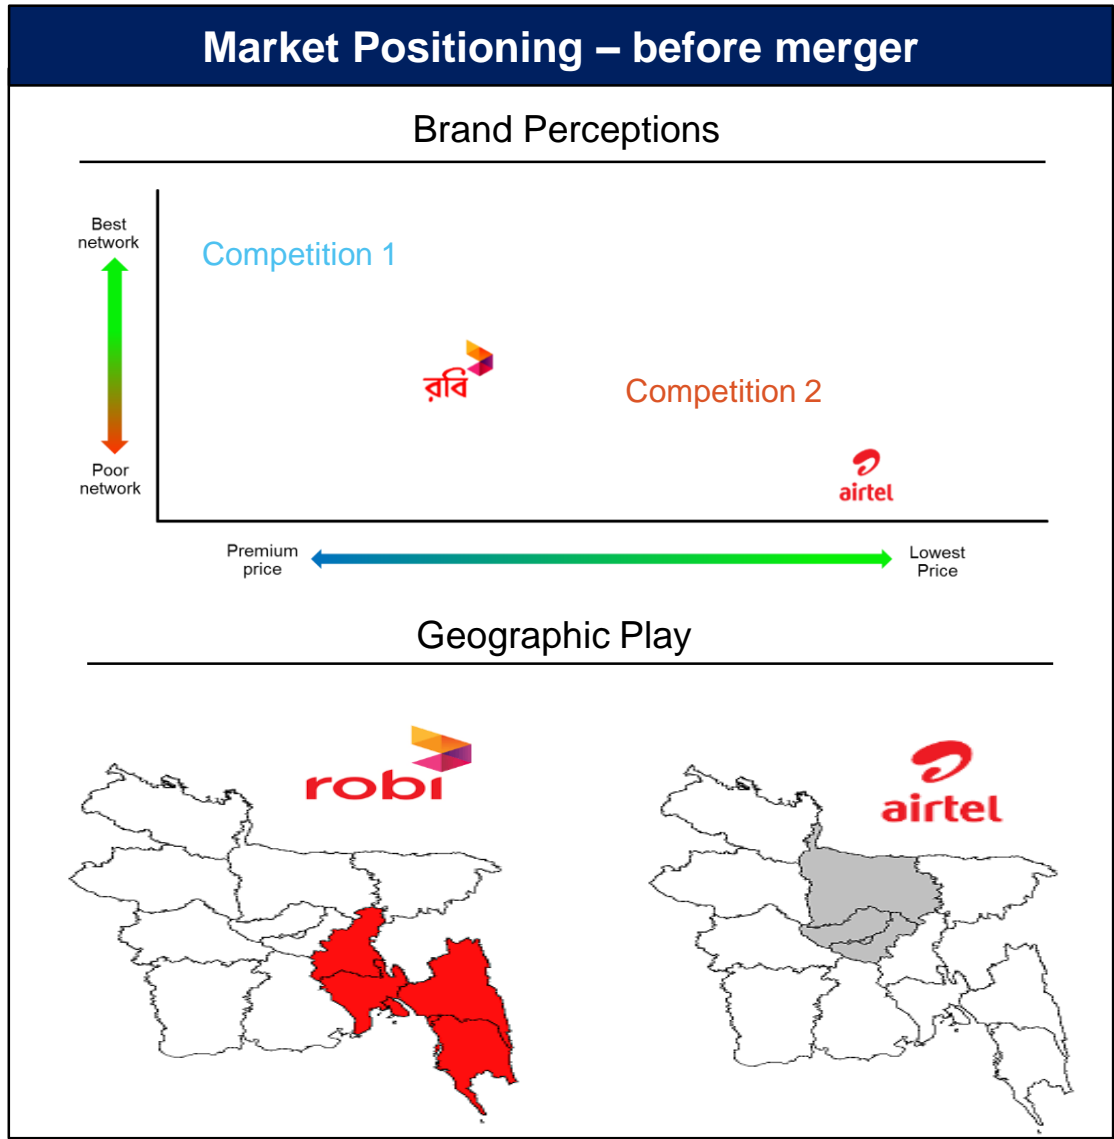 Market Positioning – before merger
Brand Perceptions
Best
network
Competition 1
রবি
Competition 2
Poor
network
airtel
Premium
price
Lowest
Price
Geographic Play
robi
airtel